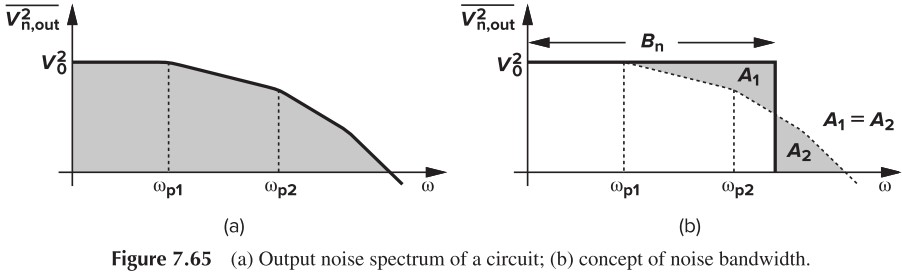 V²n,out
V²0
ωp1
ωp2
ω
(a)
V²n,out
V²0
Bn
A1
A1 = A2
A2
ωp1
ωp2
ω
(b)
Figure 7.65 (a) Output noise spectrum of a circuit; (b) concept of noise bandwidth.